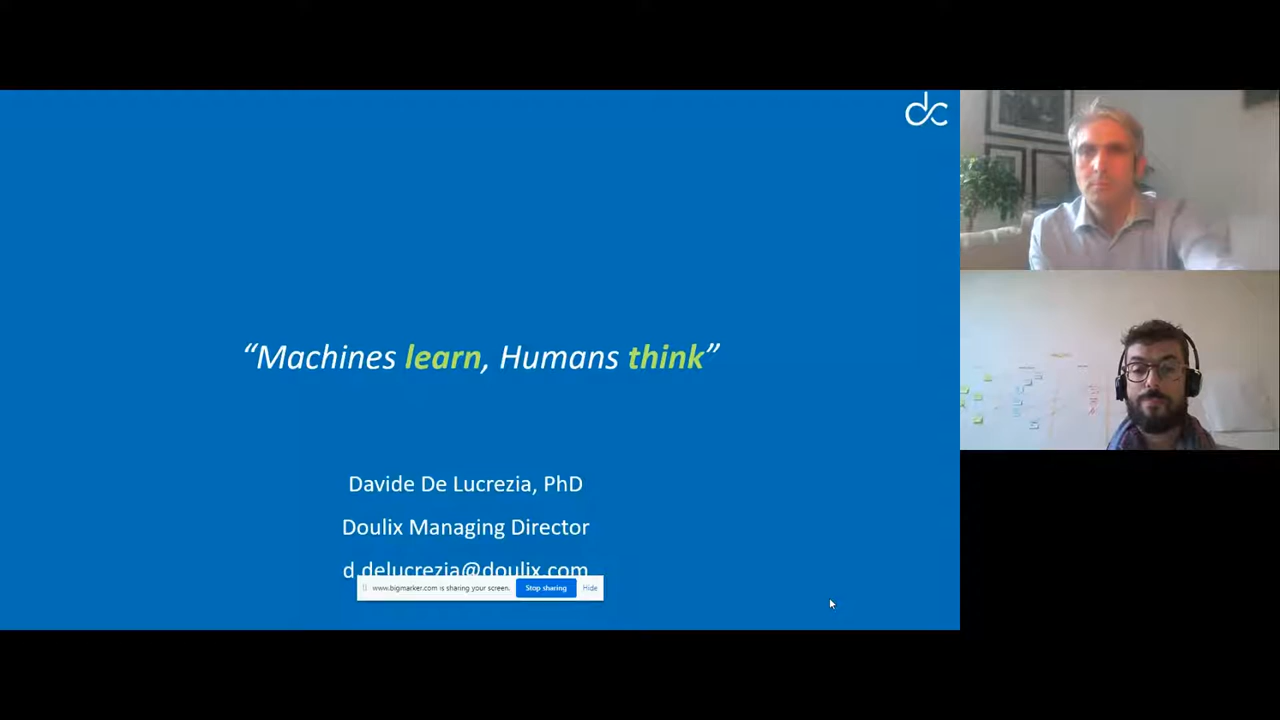 dc
“Machines learn, Humans think”
Davide De Lucrezia, PhD
Doulix Managing Director
d.delucrezia@doulix.com
www.bigmarker.com is sharing your screen. Stop sharing Hide